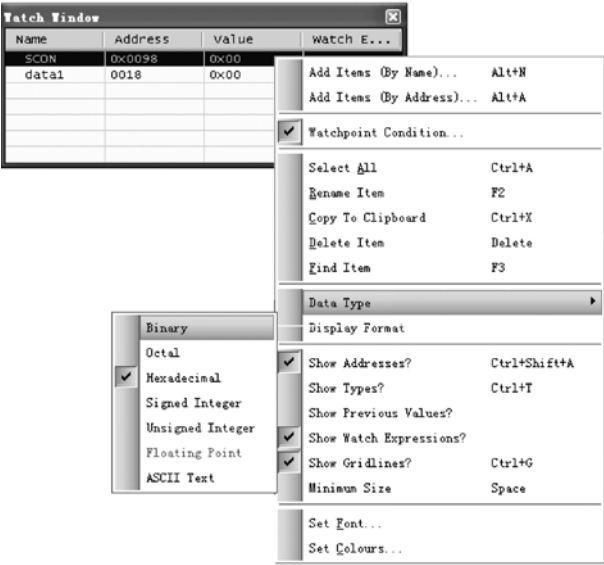 Watch Window
Name Address Value Watch E...
SCON 0x0098 0x00
data1 0018 0x00
Add Items (By Name)... Alt+N
Add Items (By Address)... Alt+A
Watchpoint Condition...
Select All Ctrl+A
Rename Item F2
Copy To Clipboard Ctrl+X
Delete Item Delete
Find Item F3
Data Type
Display Format
Show Addresses? Ctrl+Shift+A
Show Types? Ctrl+T
Show Previous Values?
Show Watch Expressions?
Show Gridlines? Ctrl+G
Minimum Size Space
Set Font...
Set Colours...
Binary
Octal
Hexadecimal
Signed Integer
Unsigned Integer
Floating Point
ASCII Text